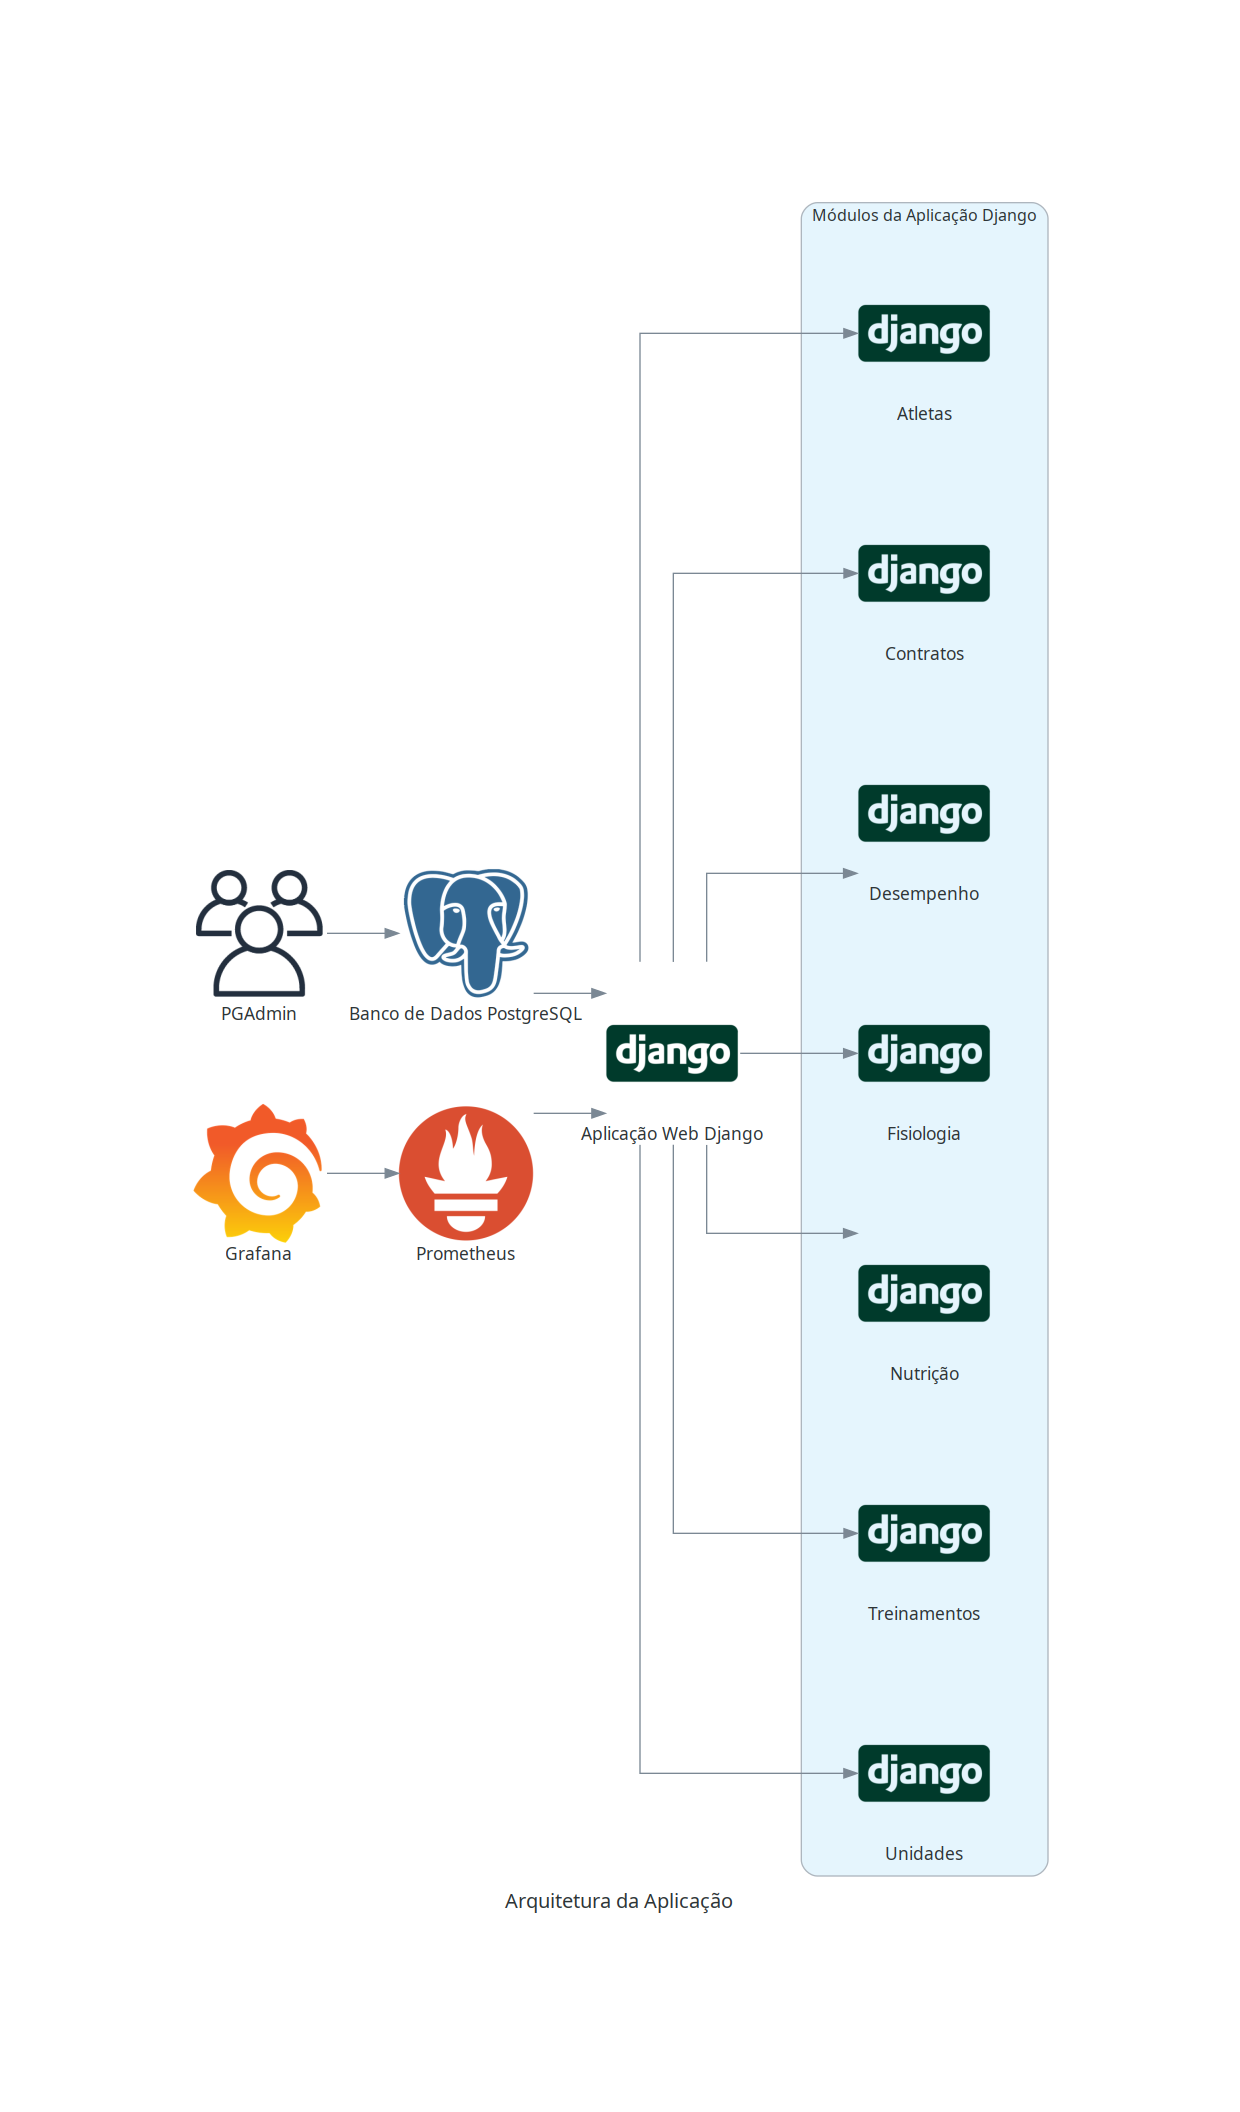 Módulos da Aplicação Django
django
Atletas
django
Contratos
django
Desempenho
PGAdmin
Banco de Dados PostgreSQL
django
Aplicação Web Django
django
Fisiologia
Grafana
Prometheus
django
Nutrição
django
Treinamentos
django
Unidades
Arquitetura da Aplicação